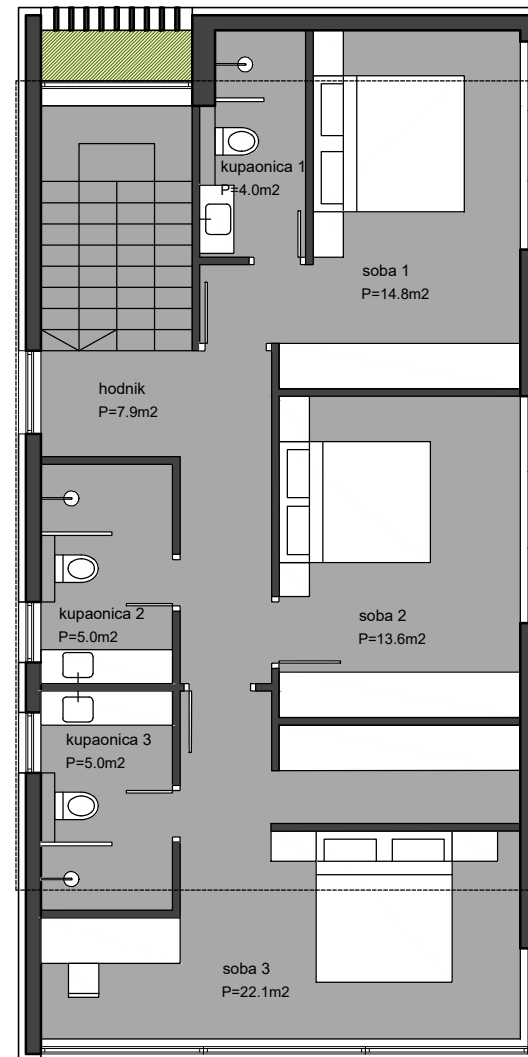 kupaonica 1
P=4.0m2
soba 1
P=14.8m2
hodnik
P=7.9m2
kupaonica 2
P=5.0m2
soba 2
P=13.6m2
kupaonica 3
P=5.0m2
soba 3
P=22.1m2